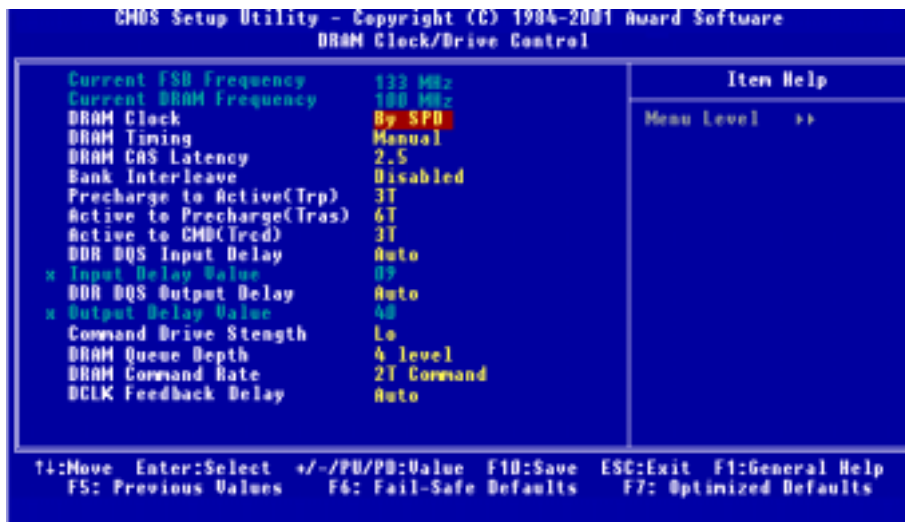 CMOS Setup Utility - Copyright (C) 1984-2001 Award Software
DRAM Clock/Drive Control
Current FSB Frequency 133 MHz
Current DRAM Frequency 100 MHz
DRAM Clock By SPD
DRAM Timing Manual
DRAM CAS Latency 2.5
Bank Interleave Disabled
Precharge to Active(Trp) 3T
Active to Precharge(Tras) 6T
Active to CMD(Trcd) 3T
DDR DQS Input Delay Auto
x Input Delay Value 09
DDR DQS Output Delay Auto
x Output Delay Value 40
Command Drive Stength Lo
DRAM Queue Depth 4 level
DRAM Command Rate 2T Command
DCLK Feedback Delay Auto
Item Help
Menu Level ▸▸
↑↓:Move Enter:Select +/-/PU/PD:Value F10:Save ESC:Exit F1:General Help
F5: Previous Values F6: Fail-Safe Defaults F7: Optimized Defaults